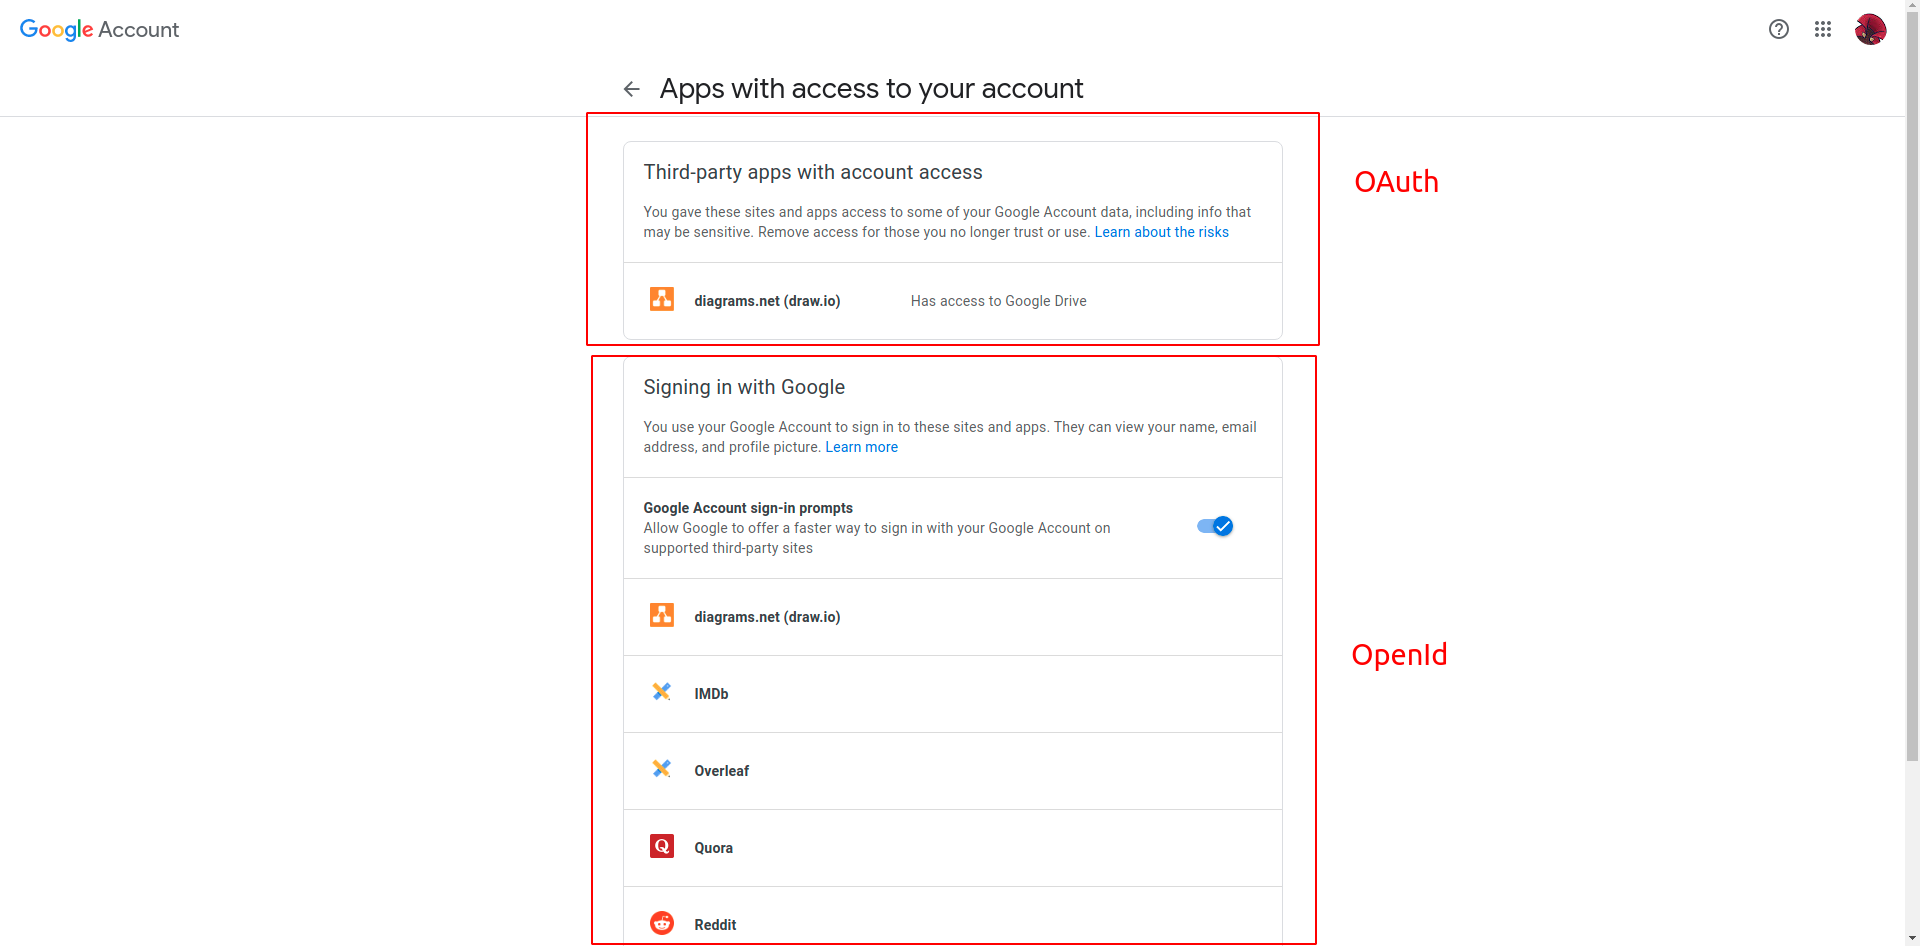 Google Account
Apps with access to your account
Third-party apps with account access
OAuth
You gave these sites and apps access to some of your Google Account data, including info that
may be sensitive. Remove access for those you no longer trust or use. Learn about the risks
diagrams.net (draw.io) Has access to Google Drive
Signing in with Google
You use your Google Account to sign in to these sites and apps. They can view your name, email
address, and profile picture. Learn more
Google Account sign-in prompts
Allow Google to offer a faster way to sign in with your Google Account on
supported third-party sites
diagrams.net (draw.io)
OpenId
IMDb
Overleaf
Q Quora
Reddit